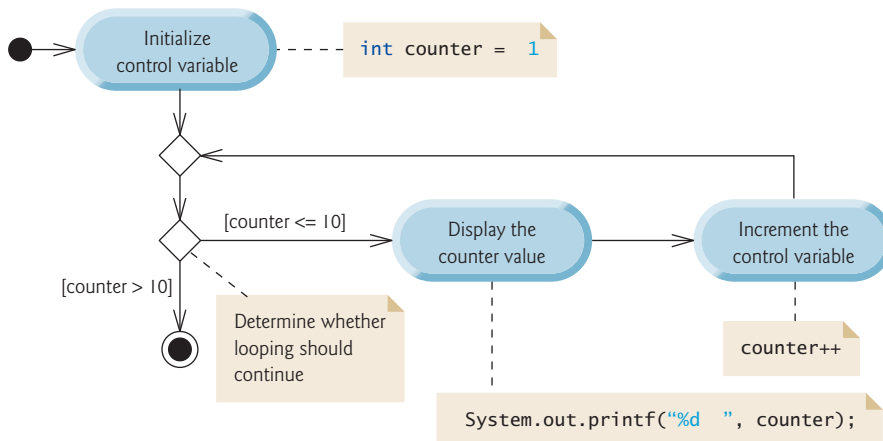 Initialize
control variable
int counter =  1
[counter <= 10]
Display the
counter value
Increment the
control variable
[counter > 10]
Determine whether
looping should
continue
counter++
System.out.printf(“%d  ”, counter);